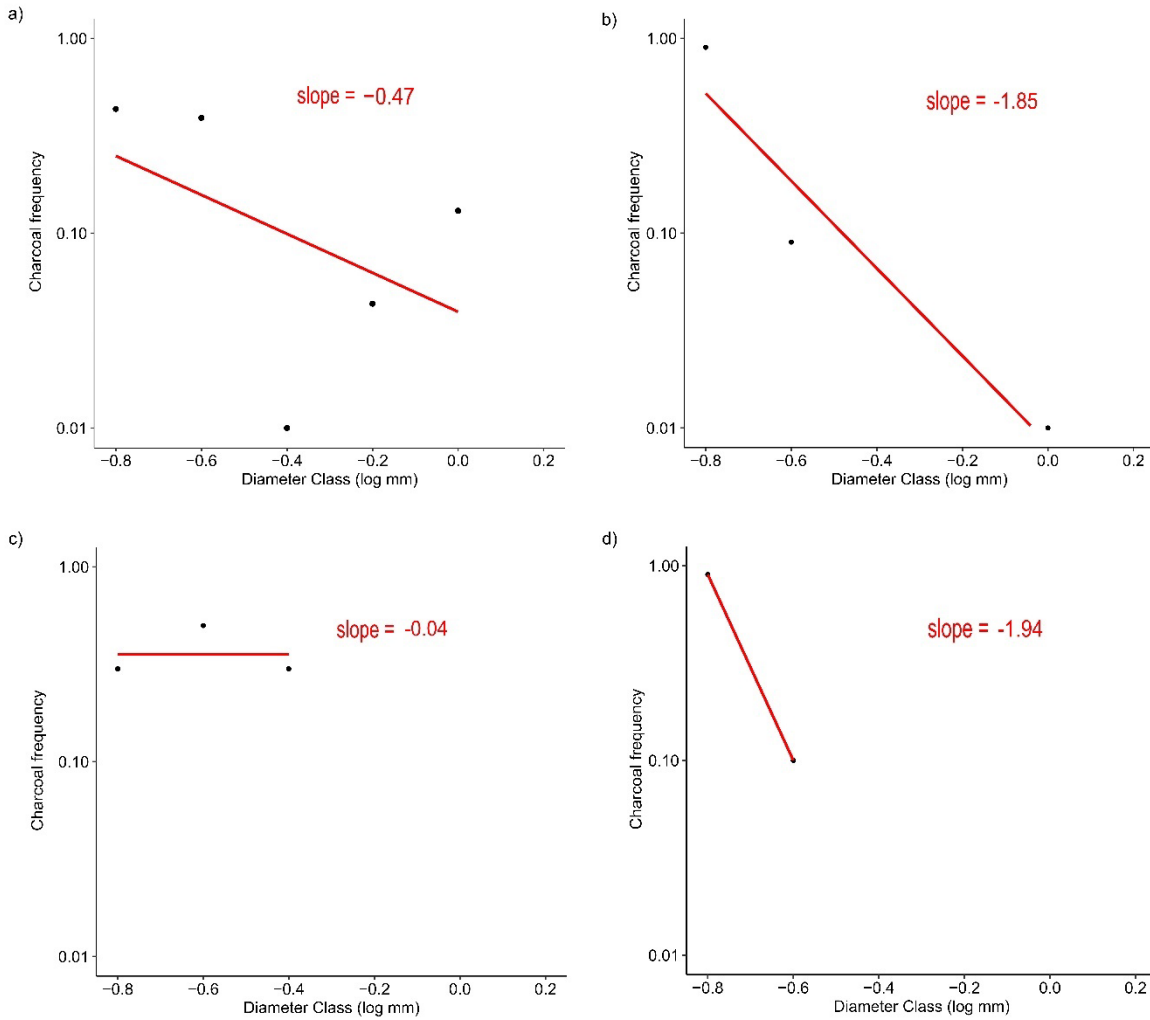 a)
1.00
0.10
0.01
Charcoal frequency
slope = −0.47
−0.8 −0.6 −0.4 −0.2 0.0 0.2
Diameter Class (log mm)
b)
1.00
0.10
0.01
Charcoal frequency
slope = -1.85
−0.8 −0.6 −0.4 −0.2 0.0 0.2
Diameter Class (log mm)
c)
1.00
0.10
0.01
Charcoal frequency
slope = -0.04
−0.8 −0.6 −0.4 −0.2 0.0 0.2
Diameter Class (log mm)
d)
1.00
0.10
0.01
Charcoal frequency
slope = -1.94
−0.8 −0.6 −0.4 −0.2 0.0 0.2
Diameter Class (log mm)